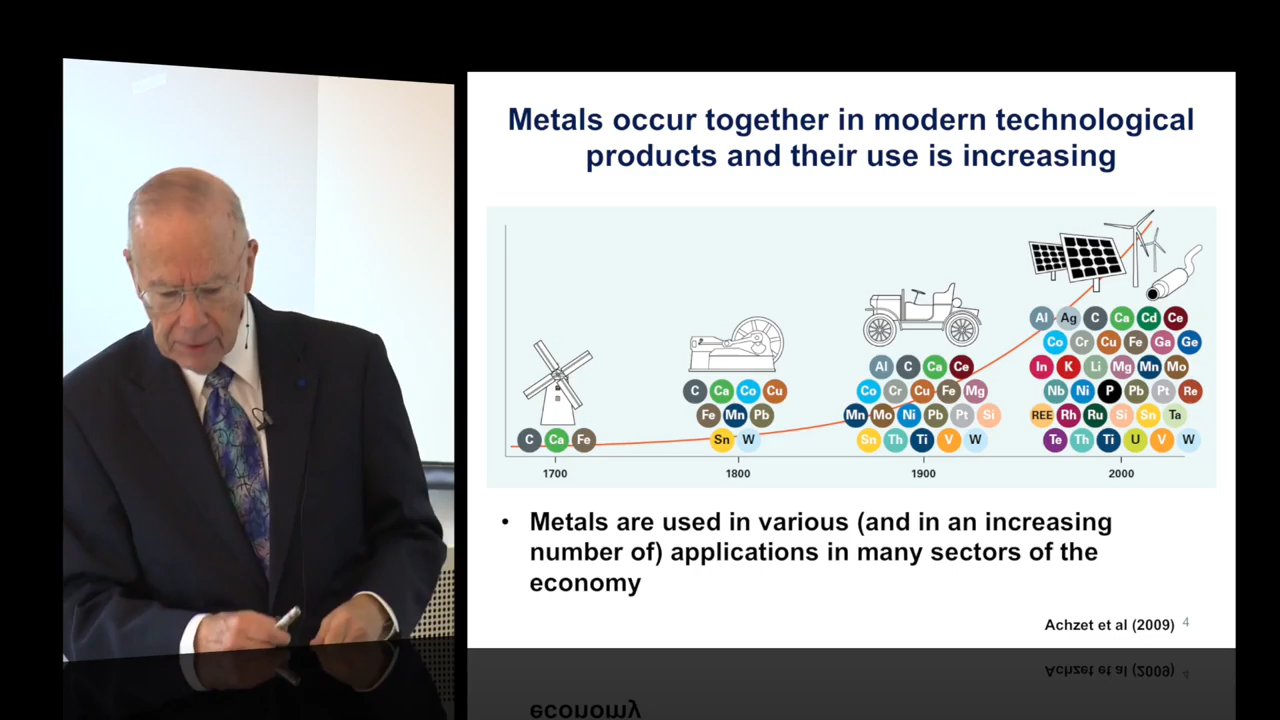 Metals occur together in modern technological
products and their use is increasing
Al Ag C Ca Cd Ce
Co Cr Cu Fe Ga Ge
In K Li Mg Mn Mo
Nb Ni P Pb Pt Re
REE Rh Ru Si Sn Ta
Te Th Ti U V W
Al C Ca Ce
Co Cr Cu Fe Mg
Mn Mo Ni Pb Pt Si
Sn Th Ti V W
C Ca Co Cu
Fe Mn Pb
Sn W
C Ca Fe
1700 1800 1900 2000
• Metals are used in various (and in an increasing
number of) applications in many sectors of the
economy
Achzet et al (2009) 4